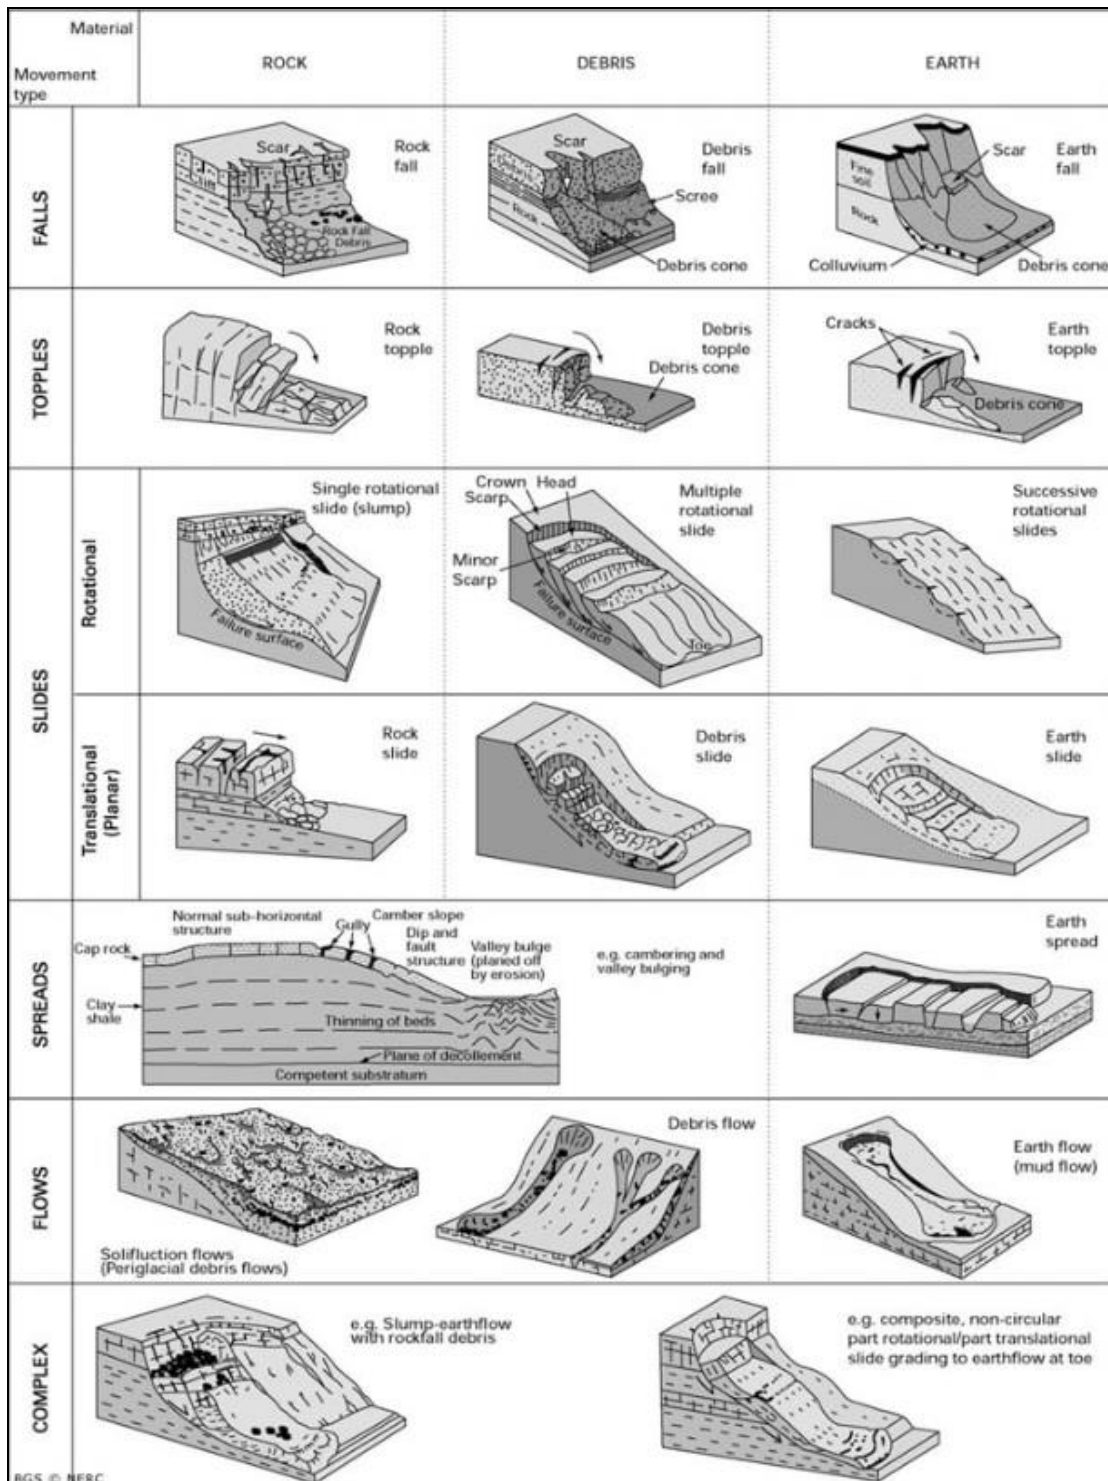 Material
Movement
type
ROCK
DEBRIS
EARTH
FALLS
Scar
Cliff
Rock Fall
Debris
Rock
fall
Scar
Debris
Rock
Debris
fall
Scree
Debris cone
Fine
soil
Rock
Scar
Earth
fall
Colluvium
Debris cone
TOPPLES
Rock
topple
Debris
topple
Debris cone
Cracks
Earth
topple
Debris cone
SLIDES
Rotational
Single rotational
slide (slump)
Failure surface
Crown Head
Scarp
Minor
Scarp
Failure surface
Toe
Multiple
rotational
slide
Successive
rotational
slides
Translational
(Planar)
Rock
slide
Debris
slide
Earth
slide
SPREADS
Normal sub-horizontal
structure
Cap rock
Gully
Camber slope
Dip and
fault
structure
Valley bulge
(planed off
by erosion)
Clay
shale
Thinning of beds
Plane of decollement
Competent substratum
e.g. cambering and
valley bulging
Earth
spread
FLOWS
Solifluction flows
(Periglacial debris flows)
Debris flow
Earth flow
(mud flow)
COMPLEX
e.g. Slump-earthflow
with rockfall debris
e.g. composite, non-circular
part rotational/part translational
slide grading to earthflow at toe
BGS © NERC